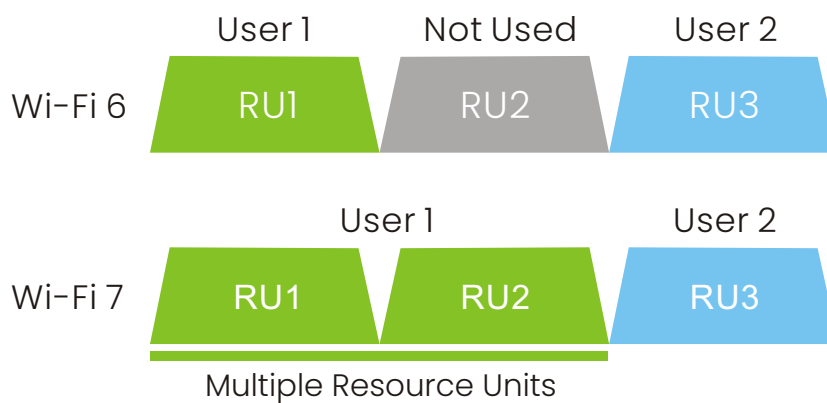 User 1 Not Used User 2
Wi-Fi 6 RU1 RU2 RU3
User 1 User 2
Wi-Fi 7 RU1 RU2 RU3
Multiple Resource Units